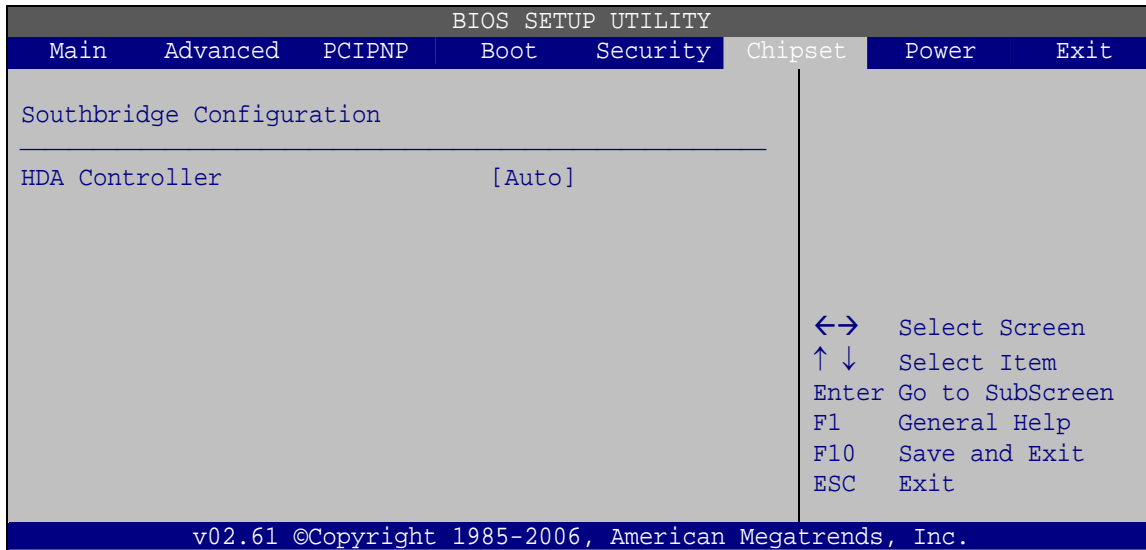 BIOS SETUP UTILITY
Main Advanced PCIPNP Boot Security Chipset Power Exit
Southbridge Configuration
HDA Controller [Auto]
←→ Select Screen
↑ ↓ Select Item
Enter Go to SubScreen
F1 General Help
F10 Save and Exit
ESC Exit
v02.61 ©Copyright 1985-2006, American Megatrends, Inc.